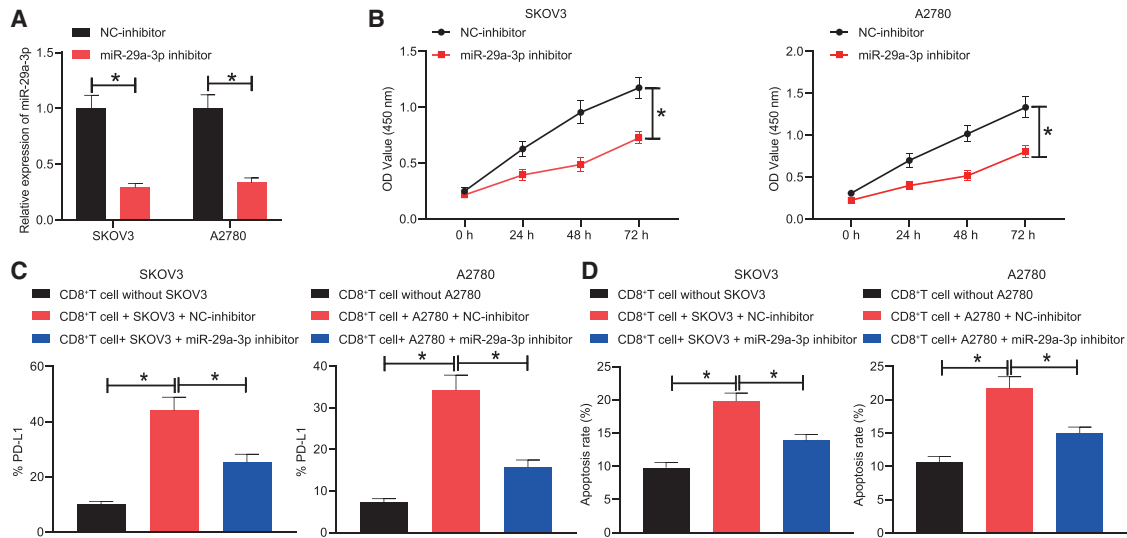 A
NC-inhibitor
miR-29a-3p inhibitor
Relative expression of miR-29a-3p
1.5
1.0
0.5
0.0
*
*
SKOV3
A2780
B
SKOV3
NC-inhibitor
miR-29a-3p inhibitor
OD Value (450 nm)
1.5
1.0
0.5
0.0
*
0 h
24 h
48 h
72 h
A2780
NC-inhibitor
miR-29a-3p inhibitor
OD Value (450 nm)
2.0
1.5
1.0
0.5
0.0
*
0 h
24 h
48 h
72 h
C
SKOV3
CD8⁺T cell without SKOV3
CD8⁺T cell + SKOV3 + NC-inhibitor
CD8⁺T cell+ SKOV3 + miR-29a-3p inhibitor
% PD-L1
60
40
20
0
*
*
A2780
CD8⁺T cell without A2780
CD8⁺T cell + A2780 + NC-inhibitor
CD8⁺T cell+ A2780 + miR-29a-3p inhibitor
% PD-L1
40
30
20
10
0
*
*
D
SKOV3
CD8⁺T cell without SKOV3
CD8⁺T cell + SKOV3 + NC-inhibitor
CD8⁺T cell+ SKOV3 + miR-29a-3p inhibitor
Apoptosis rate (%)
25
20
15
10
5
0
*
*
A2780
CD8⁺T cell without A2780
CD8⁺T cell + A2780 + NC-inhibitor
CD8⁺T cell+ A2780 + miR-29a-3p inhibitor
Apoptosis rate (%)
25
20
15
10
5
0
*
*